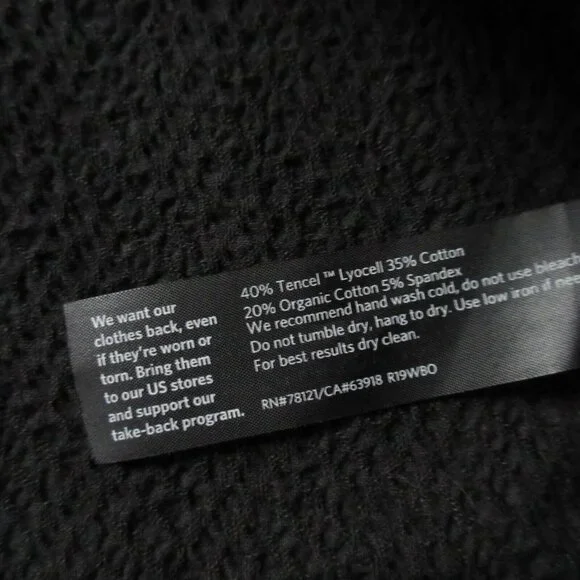 We want our
clothes back, even
if they're worn or
torn. Bring them
to our US stores
and support our
take-back program.
40% Tencel™ Lyocell 35% Cotton
20% Organic Cotton 5% Spandex
We recommend hand wash cold, do not use bleach
Do not tumble dry, hang to dry. Use low iron if
For best results dry clean.
RN#78121/CA#63918 R19WBO